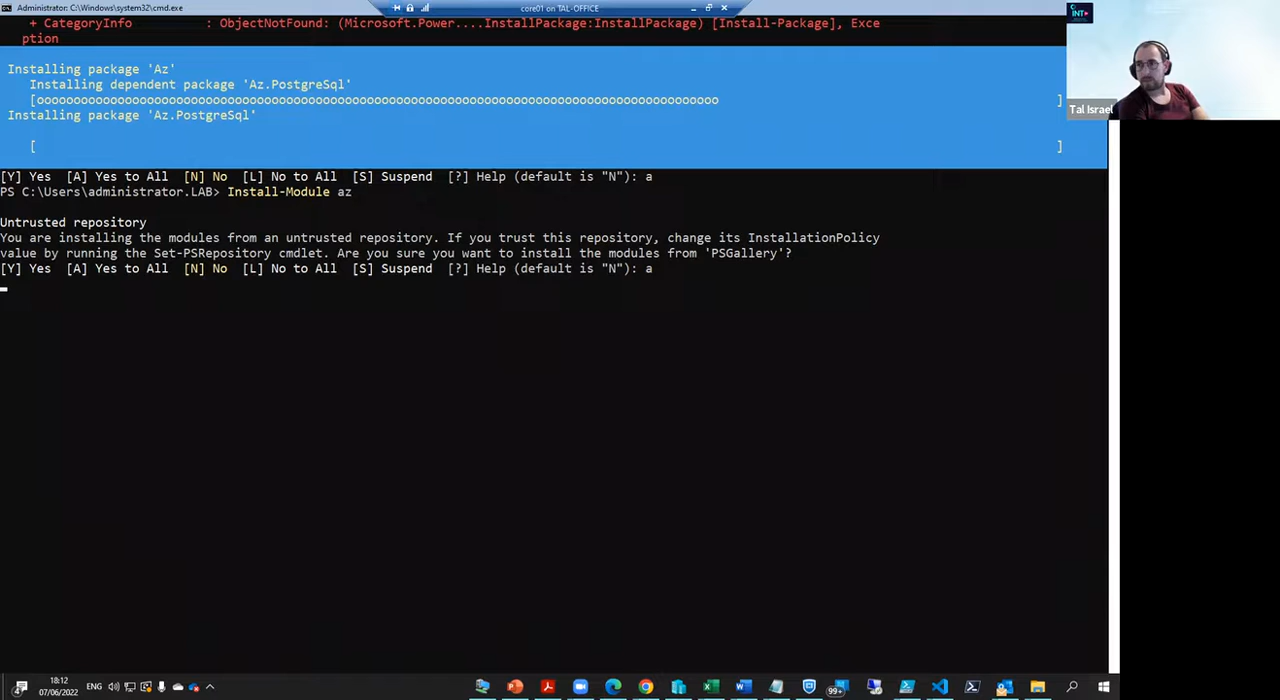 Administrator: C:\Windows\system32\cmd.exe
core01 on TAL-OFFICE
+ CategoryInfo : ObjectNotFound: (Microsoft.Power....InstallPackage:InstallPackage) [Install-Package], Exce
ption
Installing package 'Az'
Installing dependent package 'Az.PostgreSql'
[oooooooooooooooooooooooooooooooooooooooooooooooooooooooooooooooooooooooooooooooooooooooooooo ]
Installing package 'Az.PostgreSql'
[ ]
[Y] Yes [A] Yes to All [N] No [L] No to All [S] Suspend [?] Help (default is "N"): a
PS C:\Users\administrator.LAB> Install-Module az
Untrusted repository
You are installing the modules from an untrusted repository. If you trust this repository, change its InstallationPolicy
value by running the Set-PSRepository cmdlet. Are you sure you want to install the modules from 'PSGallery'?
[Y] Yes [A] Yes to All [N] No [L] No to All [S] Suspend [?] Help (default is "N"): a
INT
Tal Israel
4
18:12
07/06/2022
ENG
99+